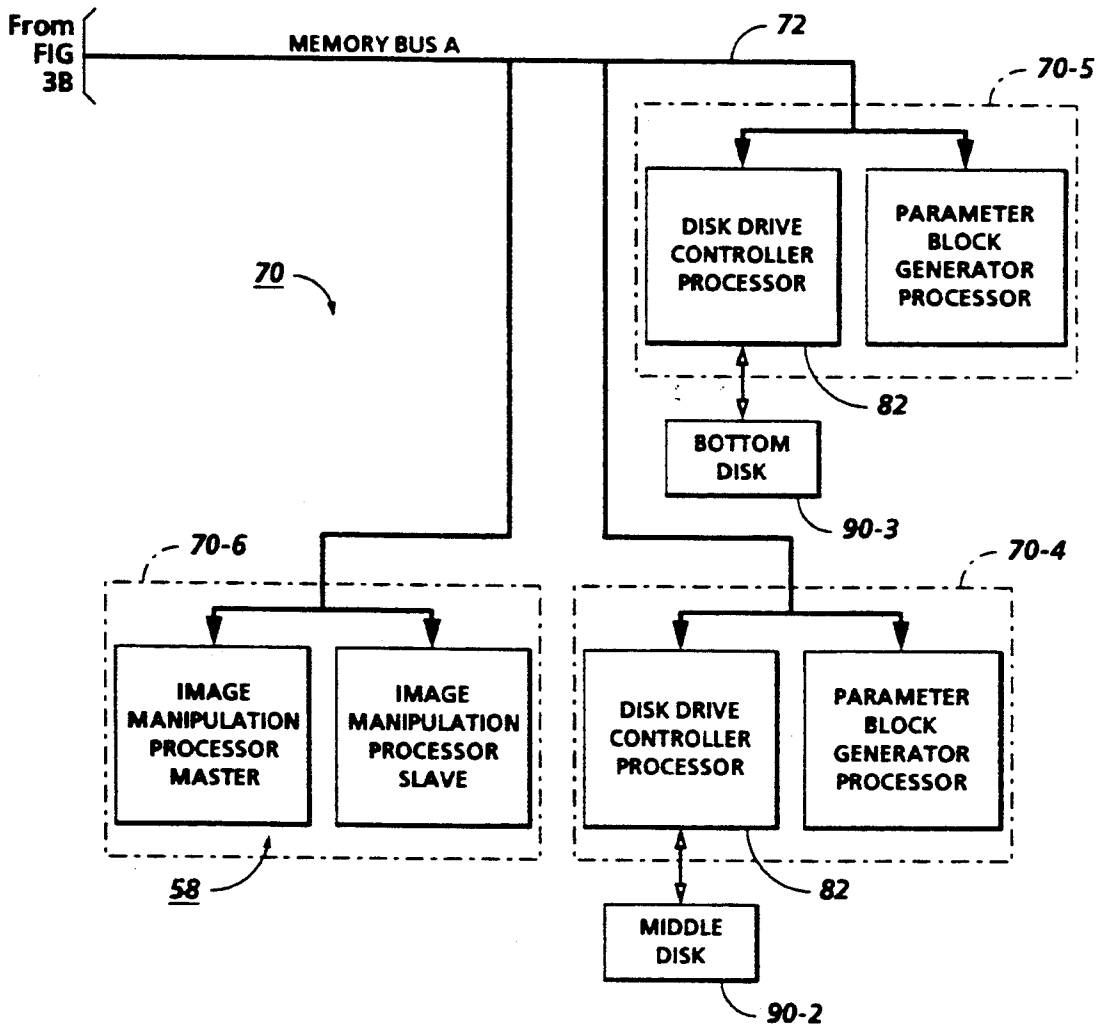 From
FIG
3B
MEMORY BUS A
72
70-5
DISK DRIVE
CONTROLLER
PROCESSOR
PARAMETER
BLOCK
GENERATOR
PROCESSOR
70
82
BOTTOM
DISK
90-3
70-6
70-4
IMAGE
MANIPULATION
PROCESSOR
MASTER
IMAGE
MANIPULATION
PROCESSOR
SLAVE
DISK DRIVE
CONTROLLER
PROCESSOR
PARAMETER
BLOCK
GENERATOR
PROCESSOR
58
82
MIDDLE
DISK
90-2